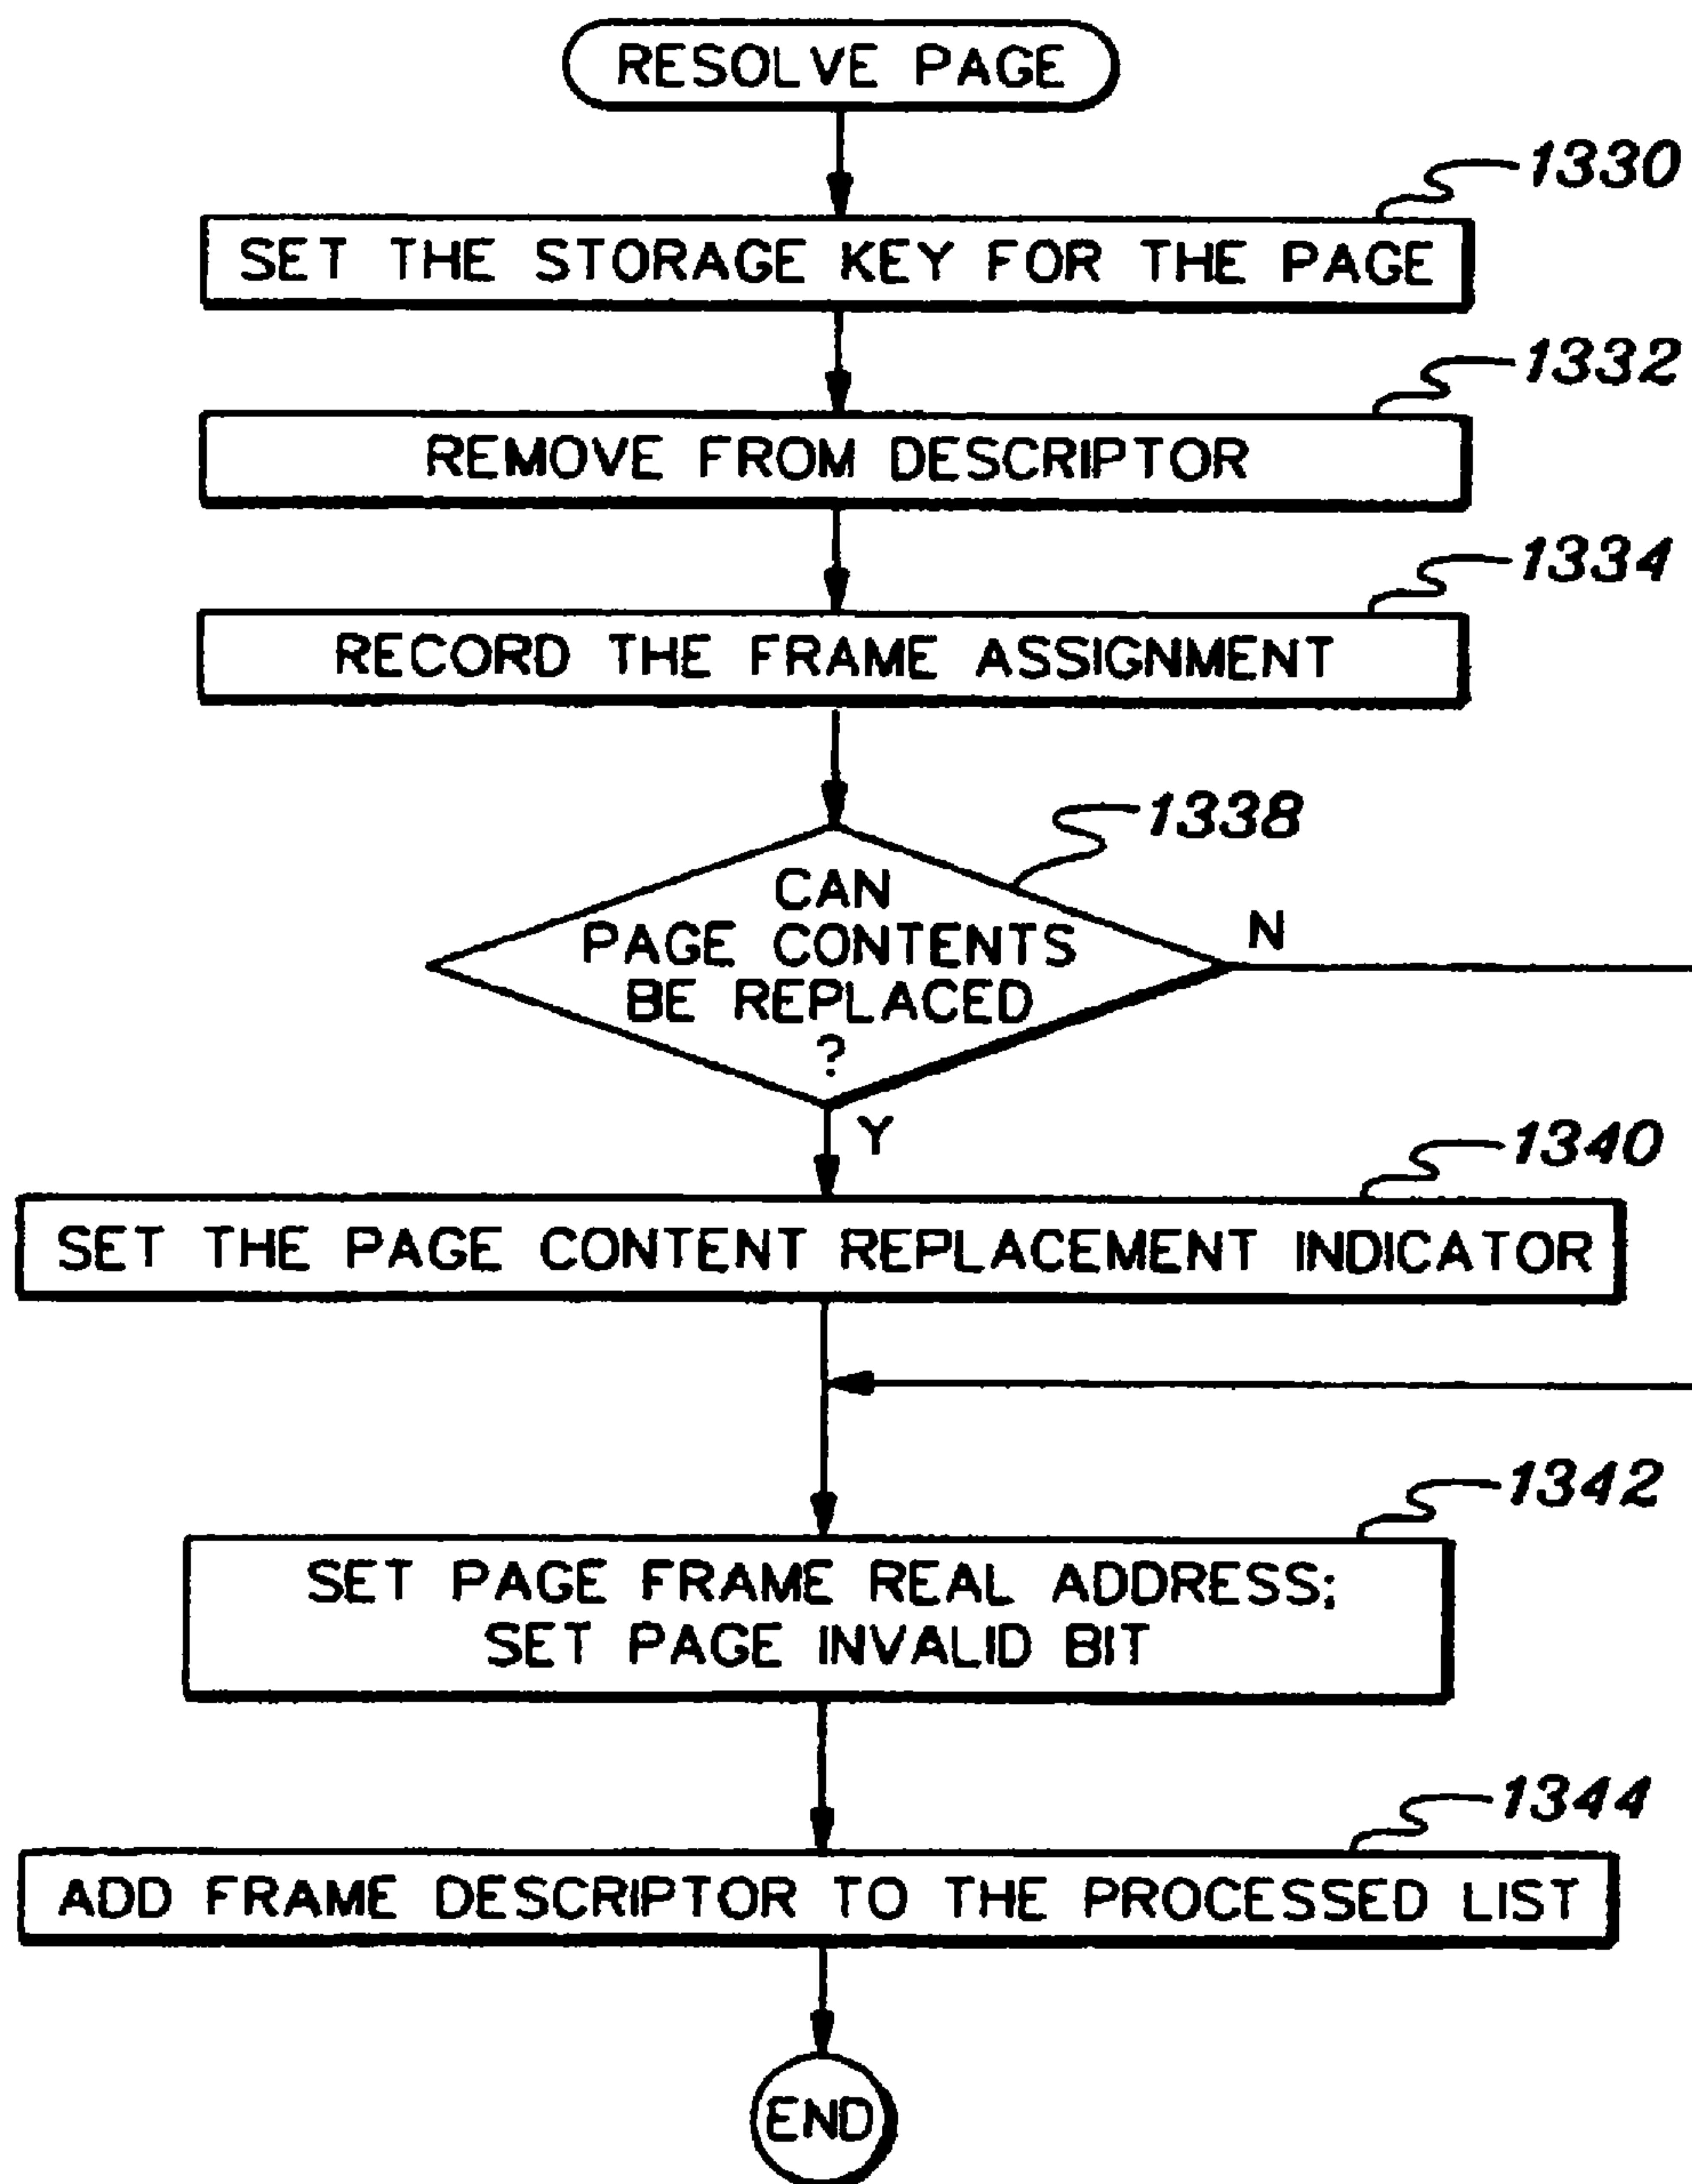 RESOLVE PAGE
1330
SET THE STORAGE KEY FOR THE PAGE
1332
REMOVE FROM DESCRIPTOR
1334
RECORD THE FRAME ASSIGNMENT
1338
CAN
PAGE CONTENTS
BE REPLACED
?
N
Y
1340
SET THE PAGE CONTENT REPLACEMENT INDICATOR
1342
SET PAGE FRAME REAL ADDRESS;
SET PAGE INVALID BIT
1344
ADD FRAME DESCRIPTOR TO THE PROCESSED LIST
END